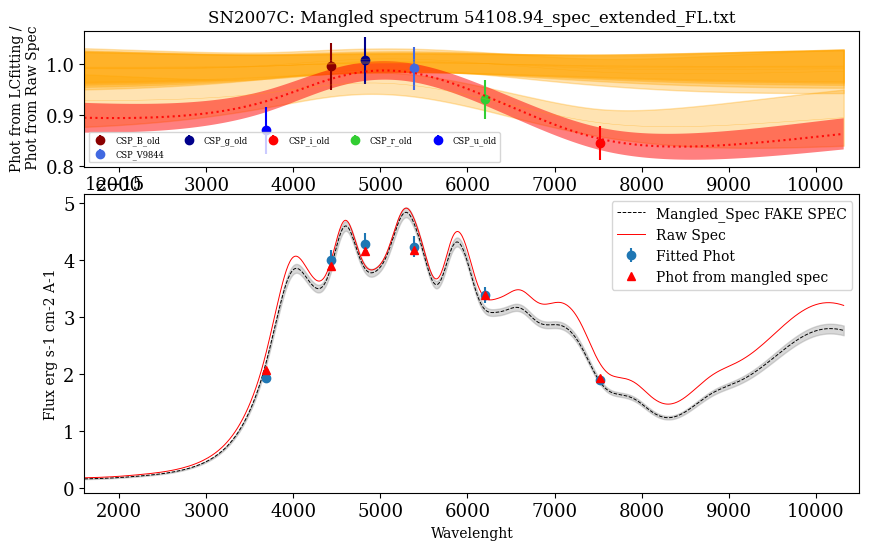 SN2007C: Mangled spectrum 54108.94_spec_extended_FL.txt
Phot from LCfitting /
Phot from Raw Spec
1.0
0.9
0.8
CSP_B_old CSP_g_old CSP_i_old CSP_r_old CSP_u_old
CSP_V9844
2000 3000 4000 5000 6000 7000 8000 9000 10000
1e−15
Flux erg s-1 cm-2 A-1
5
4
3
2
1
0
Mangled_Spec FAKE SPEC
Raw Spec
Fitted Phot
Phot from mangled spec
2000 3000 4000 5000 6000 7000 8000 9000 10000
Wavelenght